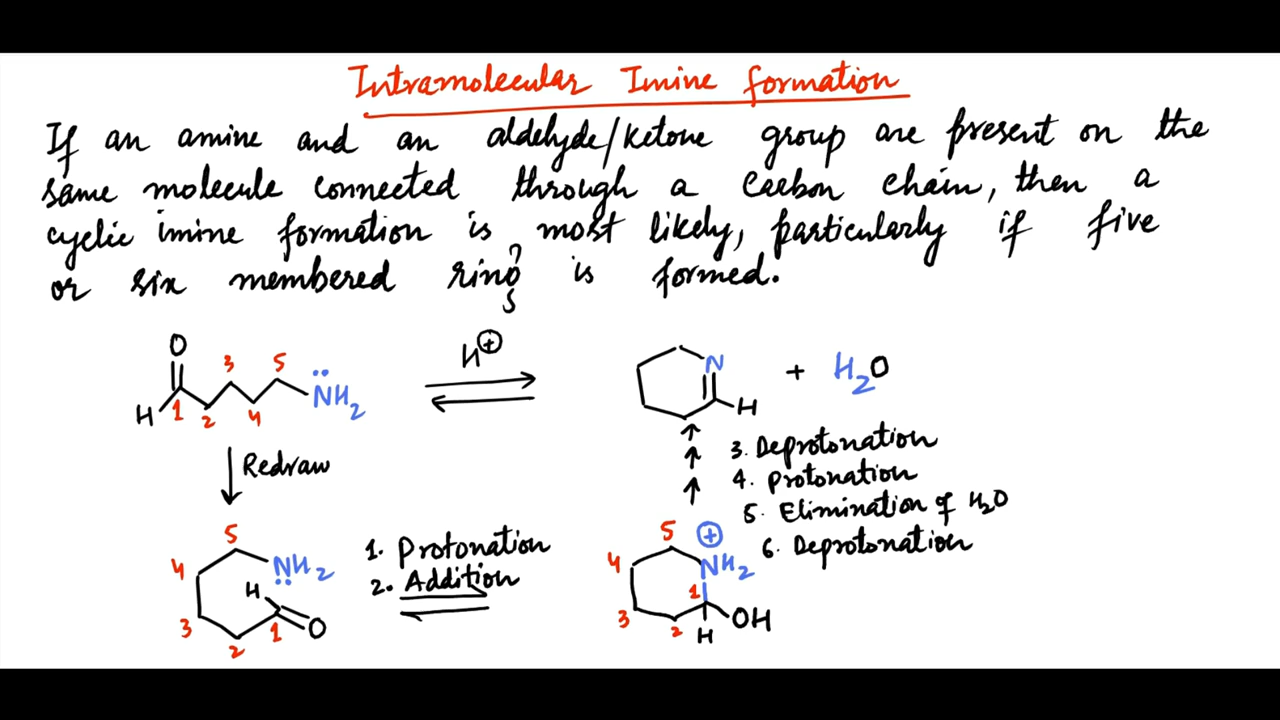 Intramolecular Imine formation
If an amine and an aldehyde/ketone group are present on the
same molecule connected through a carbon chain, then a
cyclic imine formation is most likely, particularly if five
or six membered ring is formed.
O
H 1 2 3 4 5 NH2
H+
N H + H2O
Redraw
3. Deprotonation
4. Protonation
5. Elimination of H2O
6. Deprotonation
5 4 3 2 1 NH2 H O
1. Protonation
2. Addition
5 4 3 2 1 + NH2 OH H